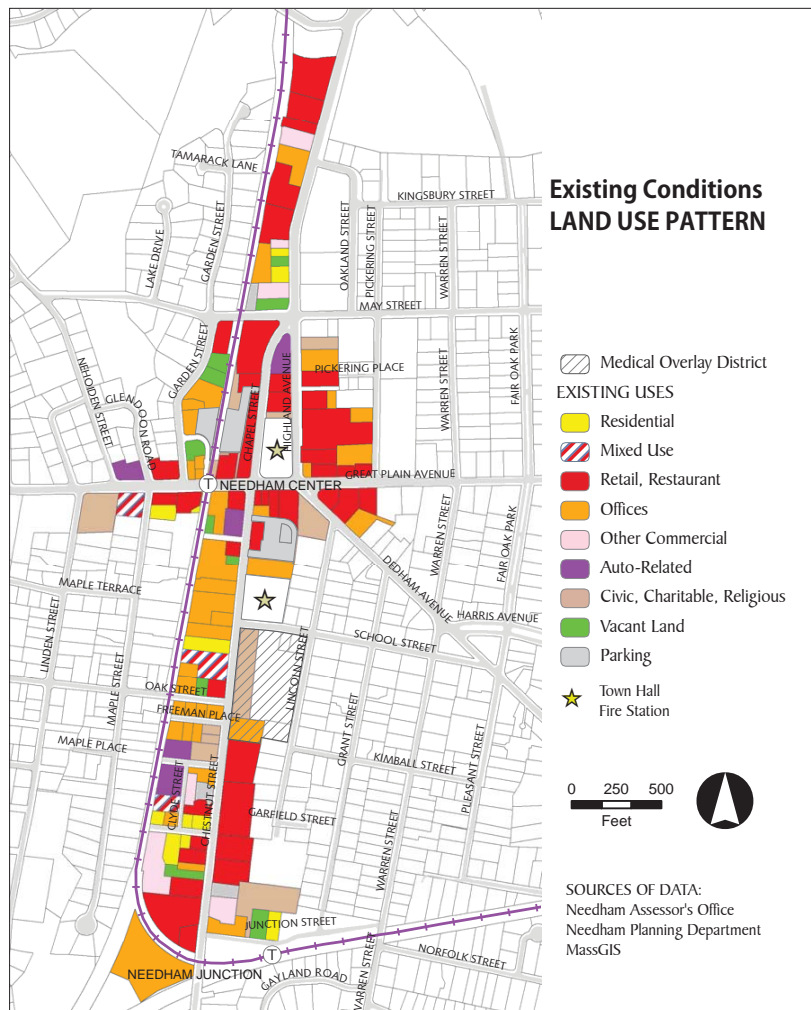 Existing Conditions
LAND USE PATTERN
Medical Overlay District
EXISTING USES
Residential
Mixed Use
Retail, Restaurant
Offices
Other Commercial
Auto-Related
Civic, Charitable, Religious
Vacant Land
Parking
Town Hall
Fire Station
0 250 500
Feet
SOURCES OF DATA:
Needham Assessor's Office
Needham Planning Department
MassGIS
TAMARACK LANE
KINGSBURY STREET
LAKE DRIVE
GARDEN STREET
OAKLAND STREET
PICKERING STREET
WARREN STREET
MAY STREET
FAIR OAK PARK
NEHOIDEN STREET
GARDEN STREET
GLENDOON ROAD
CHAPEL STREET
HIGHLAND AVENUE
PICKERING PLACE
WARREN STREET
GREAT PLAIN AVENUE
T
NEEDHAM CENTER
WARREN STREET
FAIR OAK PARK
DEDHAM AVENUE
HARRIS AVENUE
MAPLE TERRACE
LINDEN STREET
MAPLE STREET
SCHOOL STREET
LINCOLN STREET
OAK STREET
FREEMAN PLACE
GRANT STREET
MAPLE PLACE
KIMBALL STREET
PLEASANT STREET
CLYDE STREET
CHESTNUT STREET
GARFIELD STREET
WARREN STREET
JUNCTION STREET
T
NEEDHAM JUNCTION
NORFOLK STREET
GAYLAND ROAD
WARREN STREET